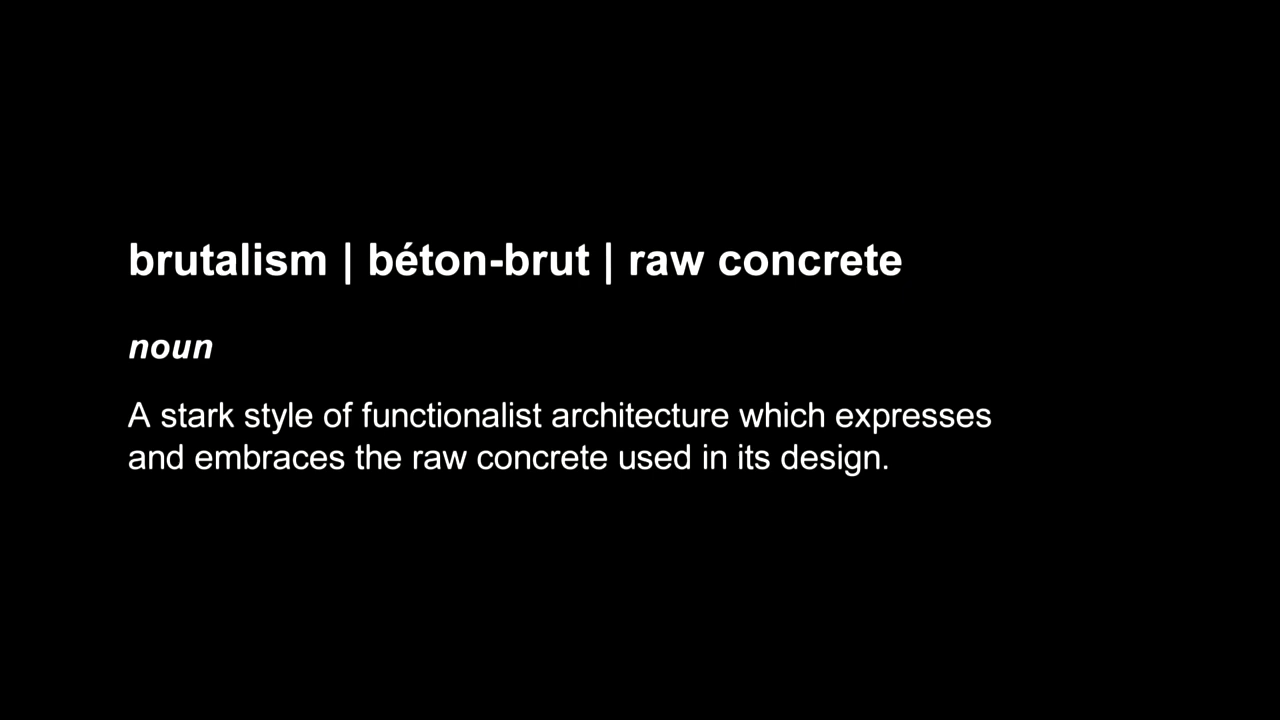 brutalism | béton-brut | raw concrete
noun
A stark style of functionalist architecture which expresses
and embraces the raw concrete used in its design.